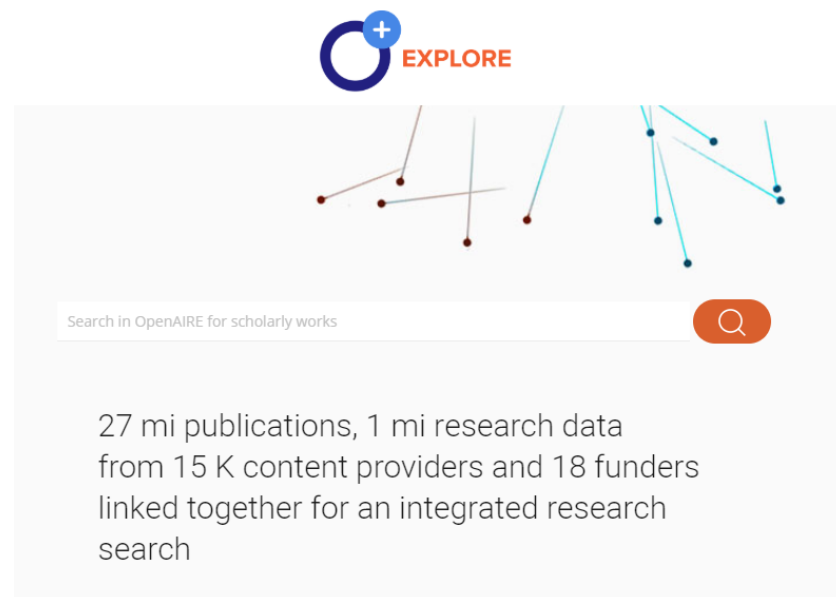 +
EXPLORE
Search in OpenAIRE for scholarly works
27 mi publications, 1 mi research data
from 15 K content providers and 18 funders
linked together for an integrated research
search